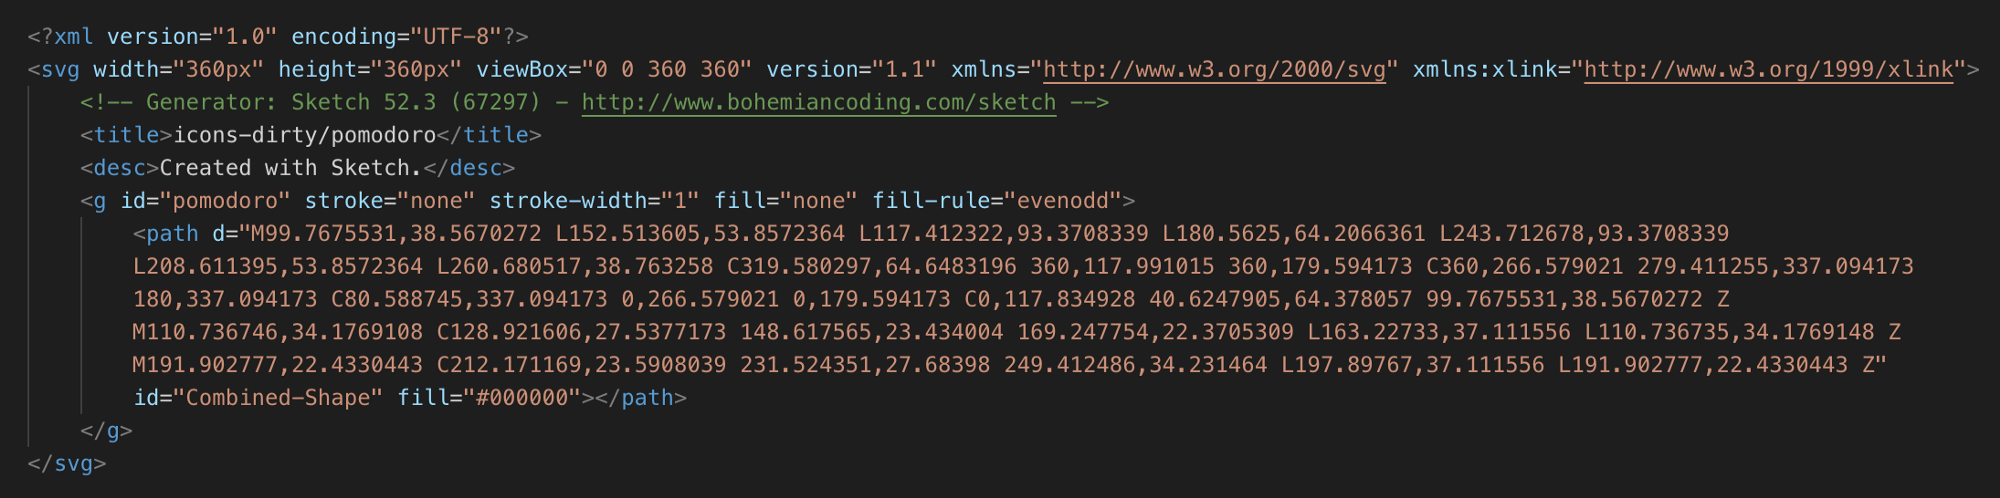 <?xml version="1.0" encoding="UTF-8"?>
<svg width="360px" height="360px" viewBox="0 0 360 360" version="1.1" xmlns="http://www.w3.org/2000/svg" xmlns:xlink="http://www.w3.org/1999/xlink">
<!-- Generator: Sketch 52.3 (67297) - http://www.bohemiancoding.com/sketch -->
<title>icons-dirty/pomodoro</title>
<desc>Created with Sketch.</desc>
<g id="pomodoro" stroke="none" stroke-width="1" fill="none" fill-rule="evenodd">
<path d="M99.7675531,38.5670272 L152.513605,53.8572364 L117.412322,93.3708339 L180.5625,64.2066361 L243.712678,93.3708339
L208.611395,53.8572364 L260.680517,38.763258 C319.580297,64.6483196 360,117.991015 360,179.594173 C360,266.579021 279.411255,337.094173
180,337.094173 C80.588745,337.094173 0,266.579021 0,179.594173 C0,117.834928 40.6247905,64.378057 99.7675531,38.5670272 Z
M110.736746,34.1769108 C128.921606,27.5377173 148.617565,23.434004 169.247754,22.3705309 L163.22733,37.111556 L110.736735,34.1769148 Z
M191.902777,22.4330443 C212.171169,23.5908039 231.524351,27.68398 249.412486,34.231464 L197.89767,37.111556 L191.902777,22.4330443 Z"
id="Combined-Shape" fill="#000000"></path>
</g>
</svg>